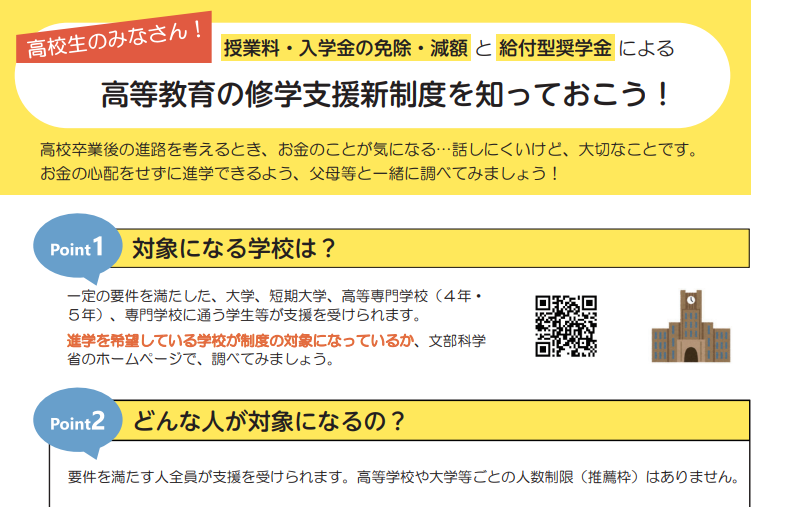 高校生のみなさん！
授業料・入学金の免除・減額 と 給付型奨学金 による
高等教育の修学支援新制度を知っておこう！
高校卒業後の進路を考えるとき、お金のことが気になる…話しにくいけど、大切なことです。
お金の心配をせずに進学できるよう、父母等と一緒に調べてみましょう！
Point1 対象になる学校は？
一定の要件を満たした、大学、短期大学、高等専門学校（４年・
５年）、専門学校に通う学生等が支援を受けられます。
進学を希望している学校が制度の対象になっているか、文部科学
省のホームページで、調べてみましょう。
Point2 どんな人が対象になるの？
要件を満たす人全員が支援を受けられます。高等学校や大学等ごとの人数制限（推薦枠）はありません。